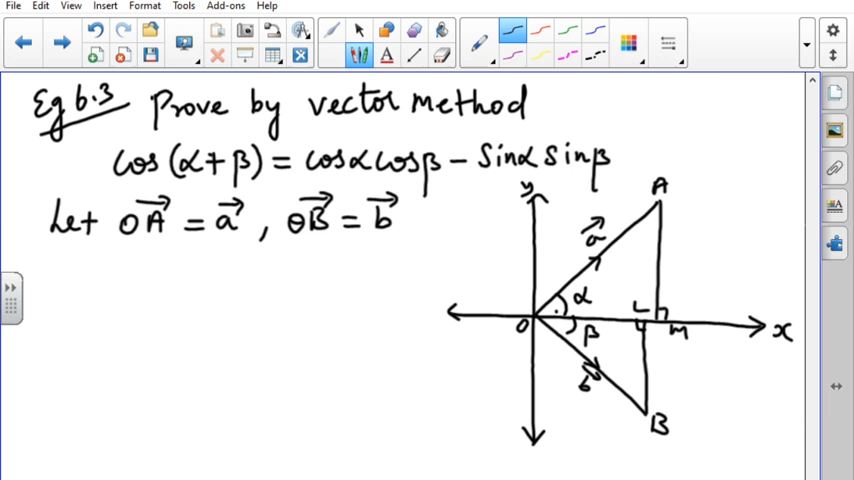 File Edit View Insert Format Tools Add-ons Help
Eg 6.3 Prove by vector method
cos (α+β) = cosα cosβ - sinα sinβ
Let OA = a , OB = b
y
A
a
α
O
L
M
x
β
b
B